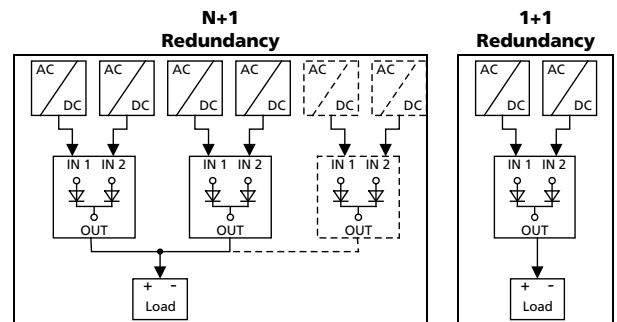 N+1
Redundancy
1+1
Redundancy
AC
DC
AC
DC
AC
DC
AC
DC
AC
DC
AC
DC
AC
DC
AC
DC
IN 1 IN 2
IN 1 IN 2
IN 1 IN 2
IN 1 IN 2
OUT
OUT
OUT
OUT
+ -
Load
+ -
Load